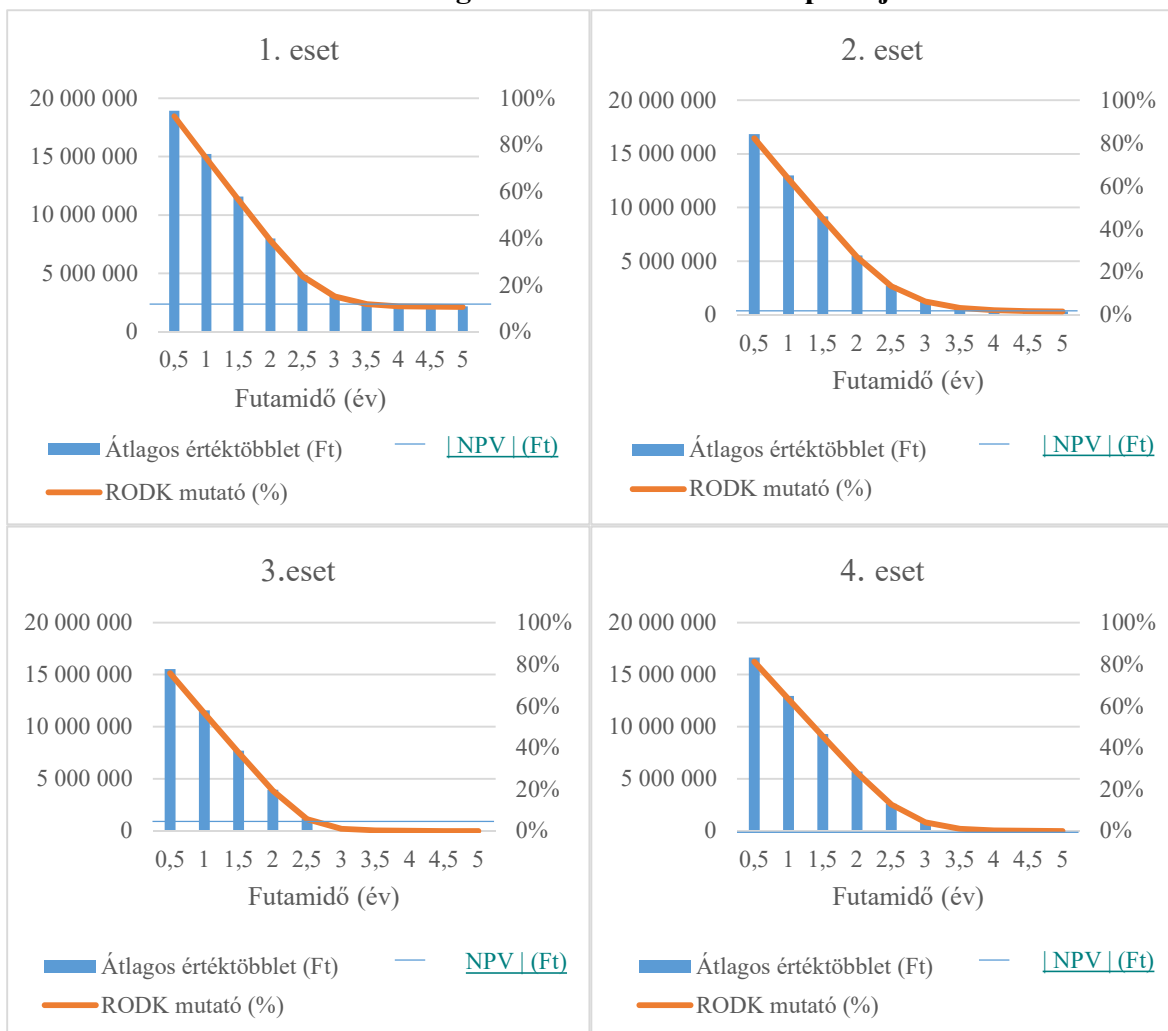 1. eset
20 000 000
15 000 000
10 000 000
5 000 000
0
100%
80%
60%
40%
20%
0%
0,5 1 1,5 2 2,5 3 3,5 4 4,5 5
Futamidő (év)
Átlagos értéktöbblet (Ft)
| NPV | (Ft)
RODK mutató (%)
2. eset
20 000 000
15 000 000
10 000 000
5 000 000
0
100%
80%
60%
40%
20%
0%
0,5 1 1,5 2 2,5 3 3,5 4 4,5 5
Futamidő (év)
Átlagos értéktöbblet (Ft)
| NPV | (Ft)
RODK mutató (%)
3.eset
20 000 000
15 000 000
10 000 000
5 000 000
0
100%
80%
60%
40%
20%
0%
0,5 1 1,5 2 2,5 3 3,5 4 4,5 5
Futamidő (év)
Átlagos értéktöbblet (Ft)
NPV | (Ft)
RODK mutató (%)
4. eset
20 000 000
15 000 000
10 000 000
5 000 000
0
100%
80%
60%
40%
20%
0%
0,5 1 1,5 2 2,5 3 3,5 4 4,5 5
Futamidő (év)
Átlagos értéktöbblet (Ft)
| NPV | (Ft)
RODK mutató (%)